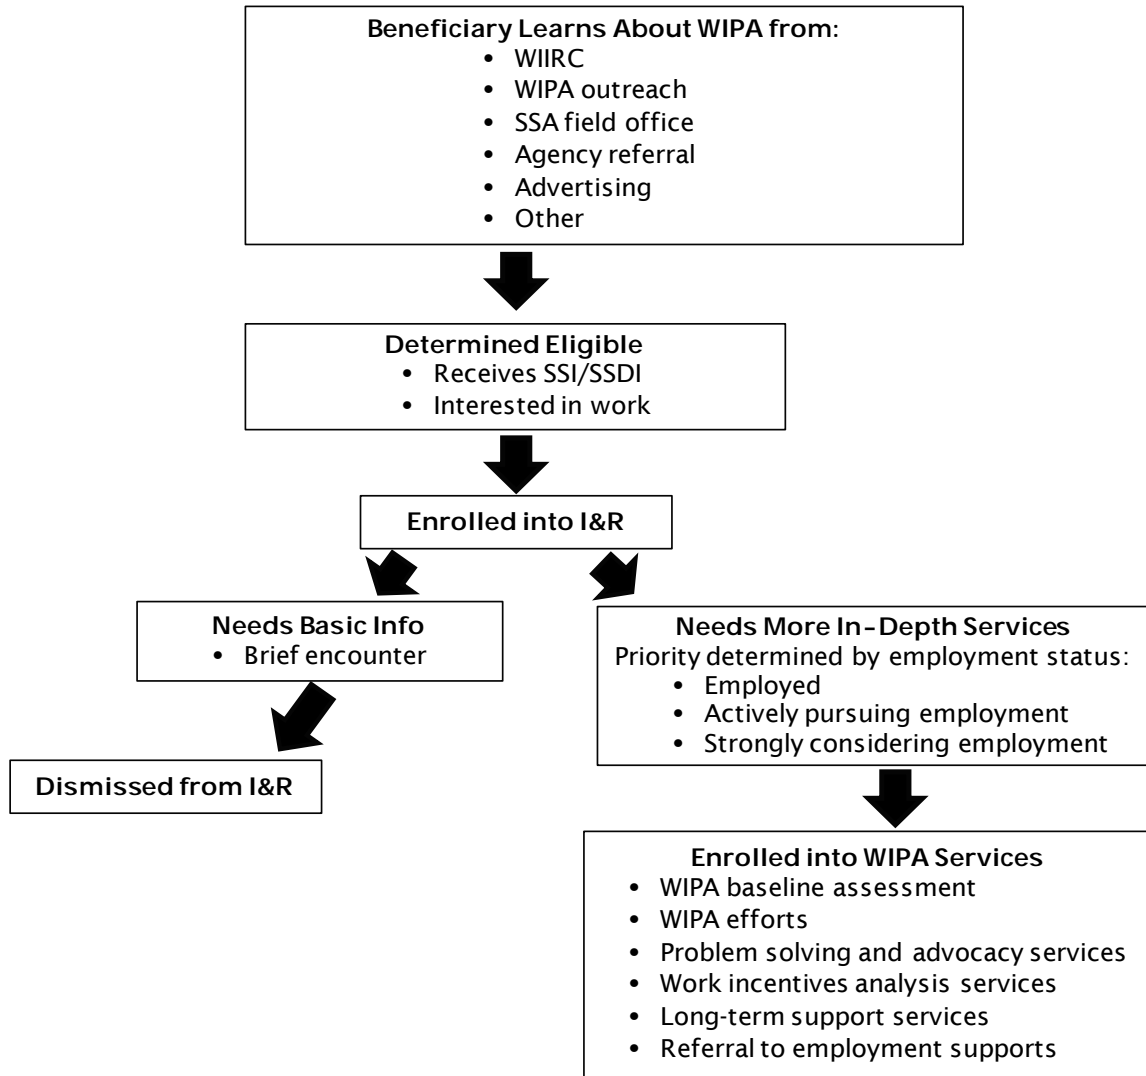 Beneficiary Learns About WIPA from:
• WIIRC
• WIPA outreach
• SSA field office
• Agency referral
• Advertising
• Other
Determined Eligible
• Receives SSI/SSDI
• Interested in work
Enrolled into I&R
Needs Basic Info
• Brief encounter
Dismissed from I&R
Needs More In-Depth Services
Priority determined by employment status:
• Employed
• Actively pursuing employment
• Strongly considering employment
Enrolled into WIPA Services
• WIPA baseline assessment
• WIPA efforts
• Problem solving and advocacy services
• Work incentives analysis services
• Long-term support services
• Referral to employment supports